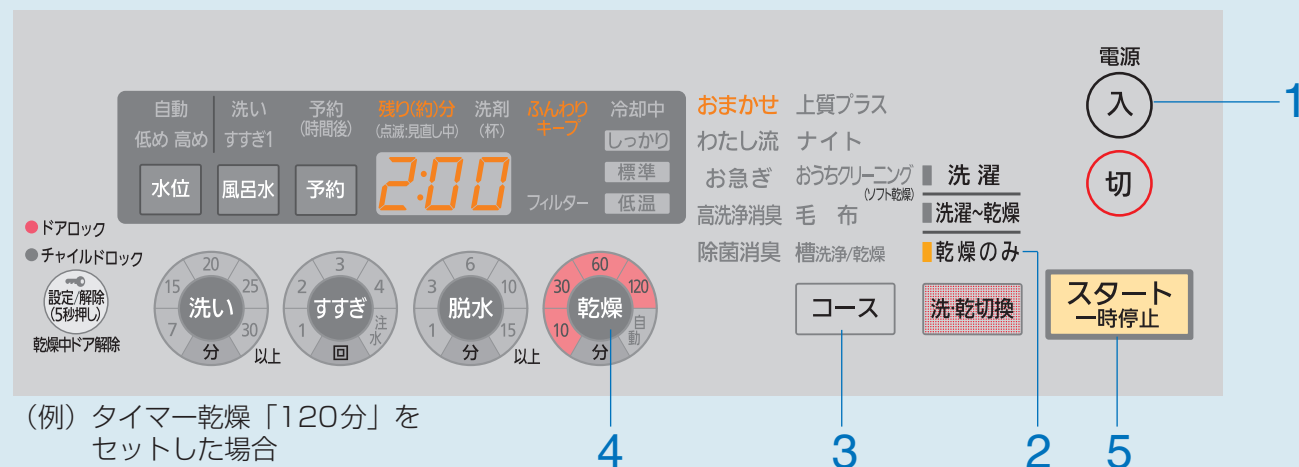 電源
入
1
切
自動
洗い
予約
(時間後)
残り(約)分
(点滅:見直し中)
洗剤
(杯)
ふんわり
キープ
冷却中
低め 高め
すすぎ1
しっかり
標準
低温
フィルター
水位
風呂水
予約
2:00
おまかせ 上質プラス
わたし流 ナイト
お急ぎ おうちクリーニング
(ソフト乾燥)
高洗浄消臭 毛 布
除菌消臭 槽洗浄/乾燥
洗 濯
洗濯~乾燥
乾燥のみ
ドアロック
チャイルドロック
設定/解除
(5秒押し)
乾燥中ドア解除
洗い
7 15 20 25 30
分
以上
すすぎ
1 2 3 4 注水
回
脱水
1 3 6 10 15
分
以上
乾燥
10 30 60 120 自動
分
コース
洗・乾切換
スタート
一時停止
(例) タイマー乾燥「120分」を
セットした場合
4
3
2
5